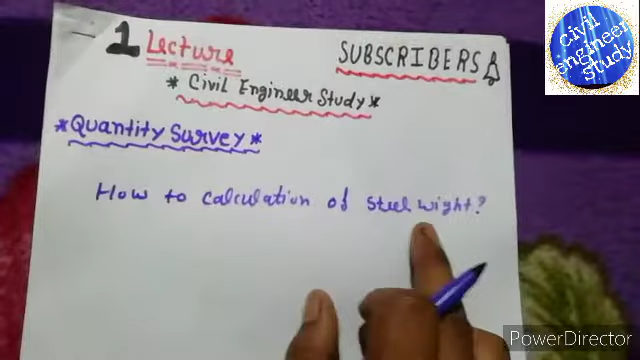 1 Lecture
SUBSCRIBERS
* Civil Engineer Study *
* Quantity Survey *
How to calculation of steel wight?
civil engineer study
PowerDirector